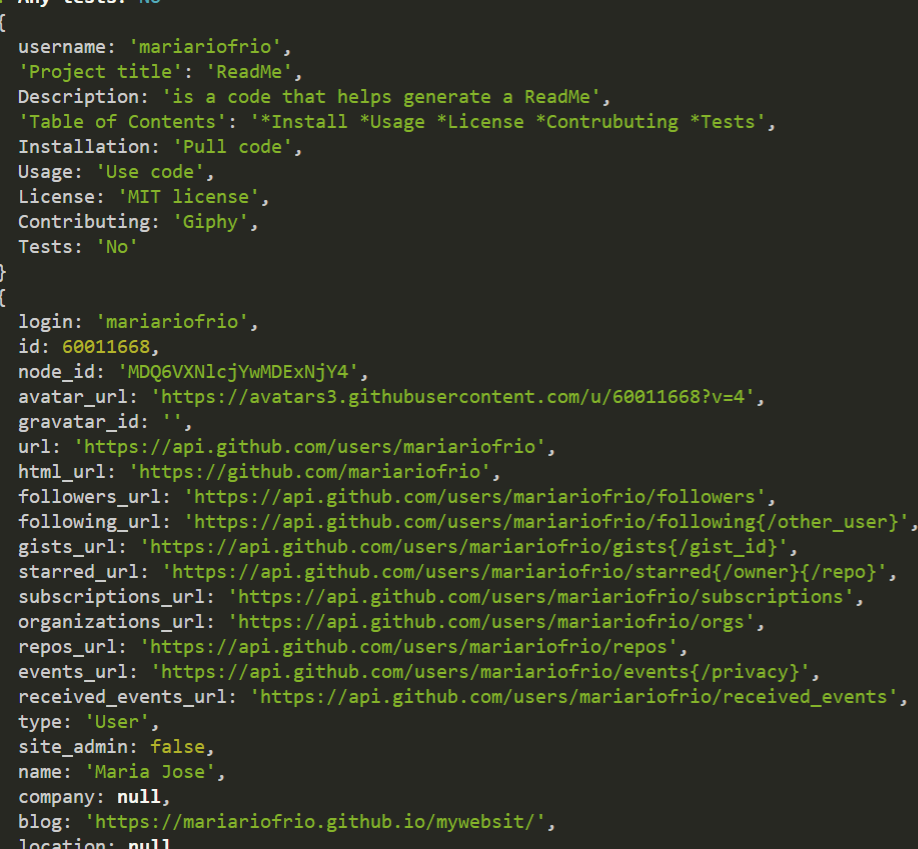 Any tests: No
{
username: 'mariariofrio',
'Project title': 'ReadMe',
Description: 'is a code that helps generate a ReadMe',
'Table of Contents': '*Install *Usage *License *Contrubuting *Tests',
Installation: 'Pull code',
Usage: 'Use code',
License: 'MIT license',
Contributing: 'Giphy',
Tests: 'No'
}
{
login: 'mariariofrio',
id: 60011668,
node_id: 'MDQ6VXNlcjYwMDExNjY4',
avatar_url: 'https://avatars3.githubusercontent.com/u/60011668?v=4',
gravatar_id: '',
url: 'https://api.github.com/users/mariariofrio',
html_url: 'https://github.com/mariariofrio',
followers_url: 'https://api.github.com/users/mariariofrio/followers',
following_url: 'https://api.github.com/users/mariariofrio/following{/other_user}',
gists_url: 'https://api.github.com/users/mariariofrio/gists{/gist_id}',
starred_url: 'https://api.github.com/users/mariariofrio/starred{/owner}{/repo}',
subscriptions_url: 'https://api.github.com/users/mariariofrio/subscriptions',
organizations_url: 'https://api.github.com/users/mariariofrio/orgs',
repos_url: 'https://api.github.com/users/mariariofrio/repos',
events_url: 'https://api.github.com/users/mariariofrio/events{/privacy}',
received_events_url: 'https://api.github.com/users/mariariofrio/received_events',
type: 'User',
site_admin: false,
name: 'Maria Jose',
company: null,
blog: 'https://mariariofrio.github.io/mywebsit/',
location: null